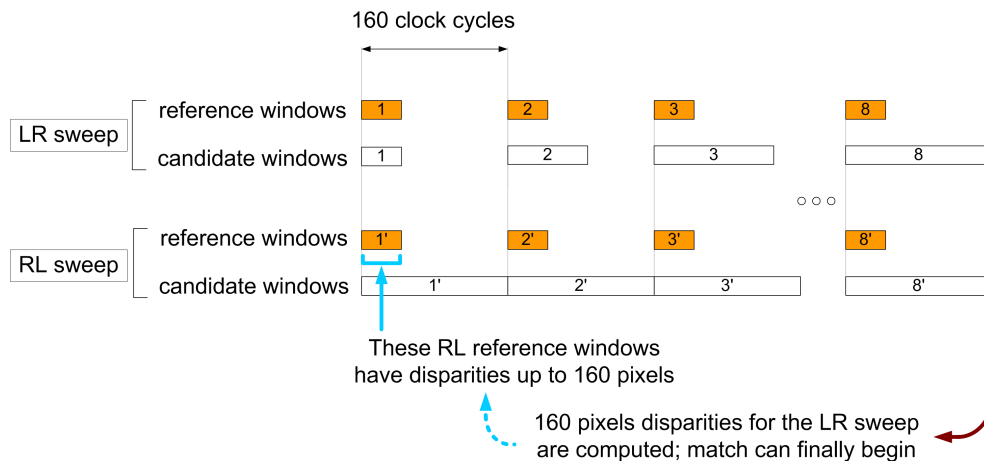 160 clock cycles
LR sweep
reference windows 1 2 3 8
candidate windows 1 2 3 8
RL sweep
reference windows 1' 2' 3' 8'
candidate windows 1' 2' 3' 8'
These RL reference windows
have disparities up to 160 pixels
160 pixels disparities for the LR sweep
are computed; match can finally begin